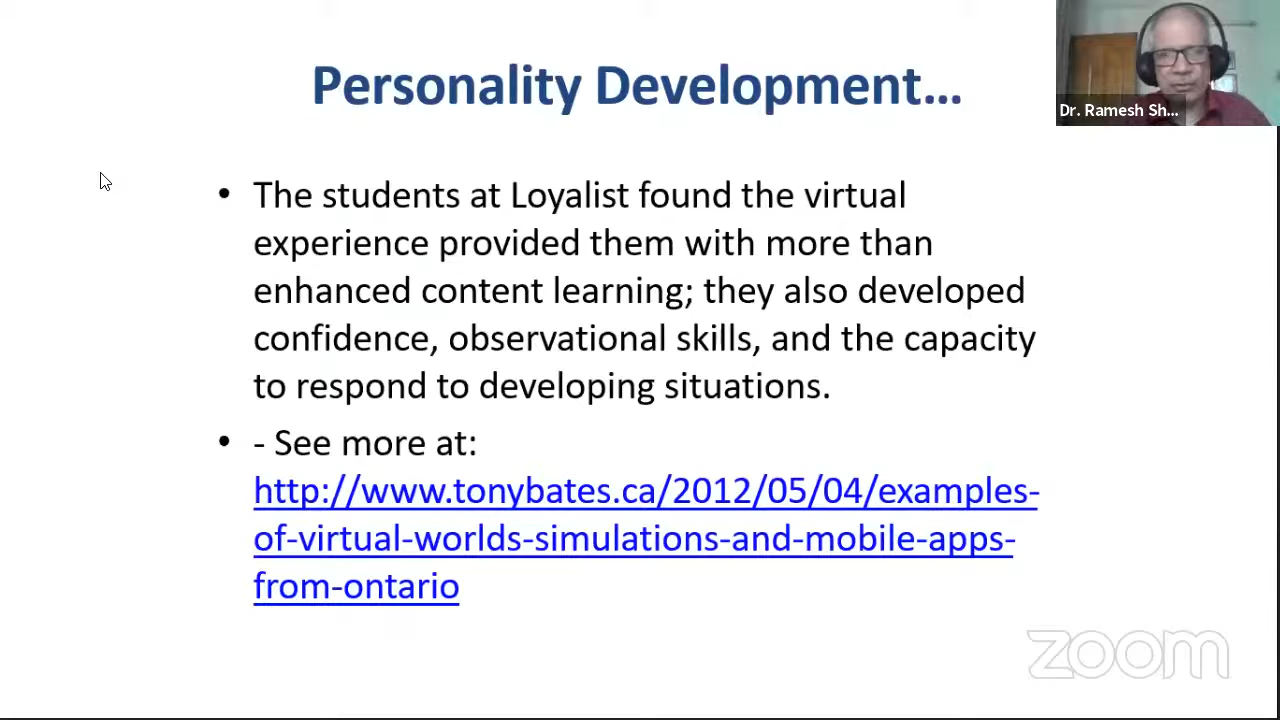 Personality Development...
Dr. Ramesh Sh...
• The students at Loyalist found the virtual
experience provided them with more than
enhanced content learning; they also developed
confidence, observational skills, and the capacity
to respond to developing situations.
• - See more at:
http://www.tonybates.ca/2012/05/04/examples-
of-virtual-worlds-simulations-and-mobile-apps-
from-ontario
zoom